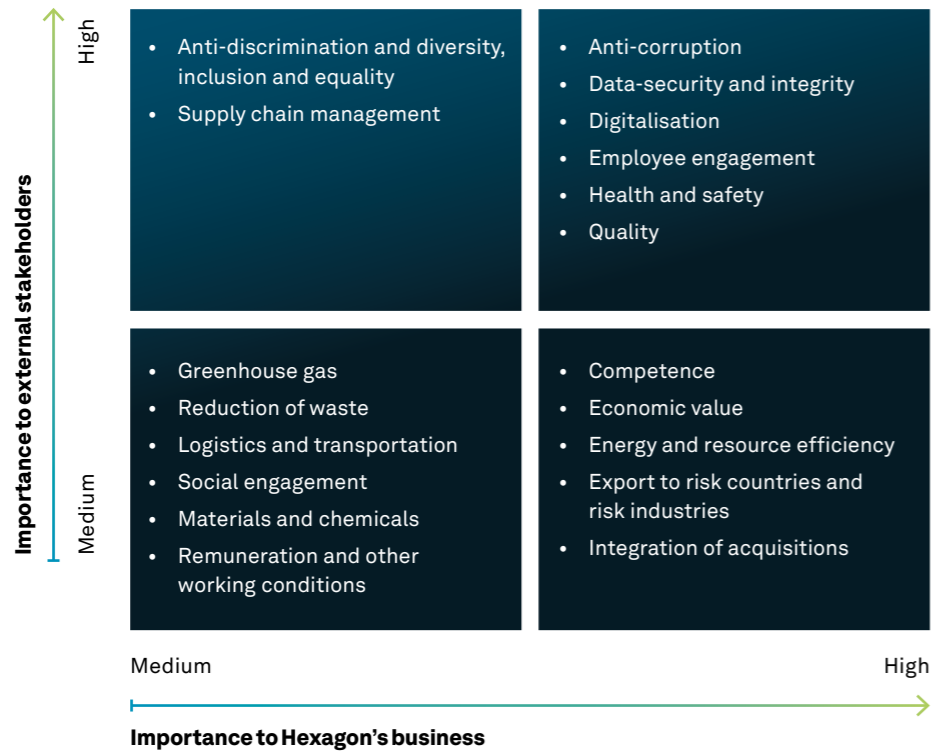 Importance to external stakeholders
High
Medium
• Anti-discrimination and diversity,
inclusion and equality
• Supply chain management
• Anti-corruption
• Data-security and integrity
• Digitalisation
• Employee engagement
• Health and safety
• Quality
• Greenhouse gas
• Reduction of waste
• Logistics and transportation
• Social engagement
• Materials and chemicals
• Remuneration and other
working conditions
• Competence
• Economic value
• Energy and resource efficiency
• Export to risk countries and
risk industries
• Integration of acquisitions
Medium
High
Importance to Hexagon's business